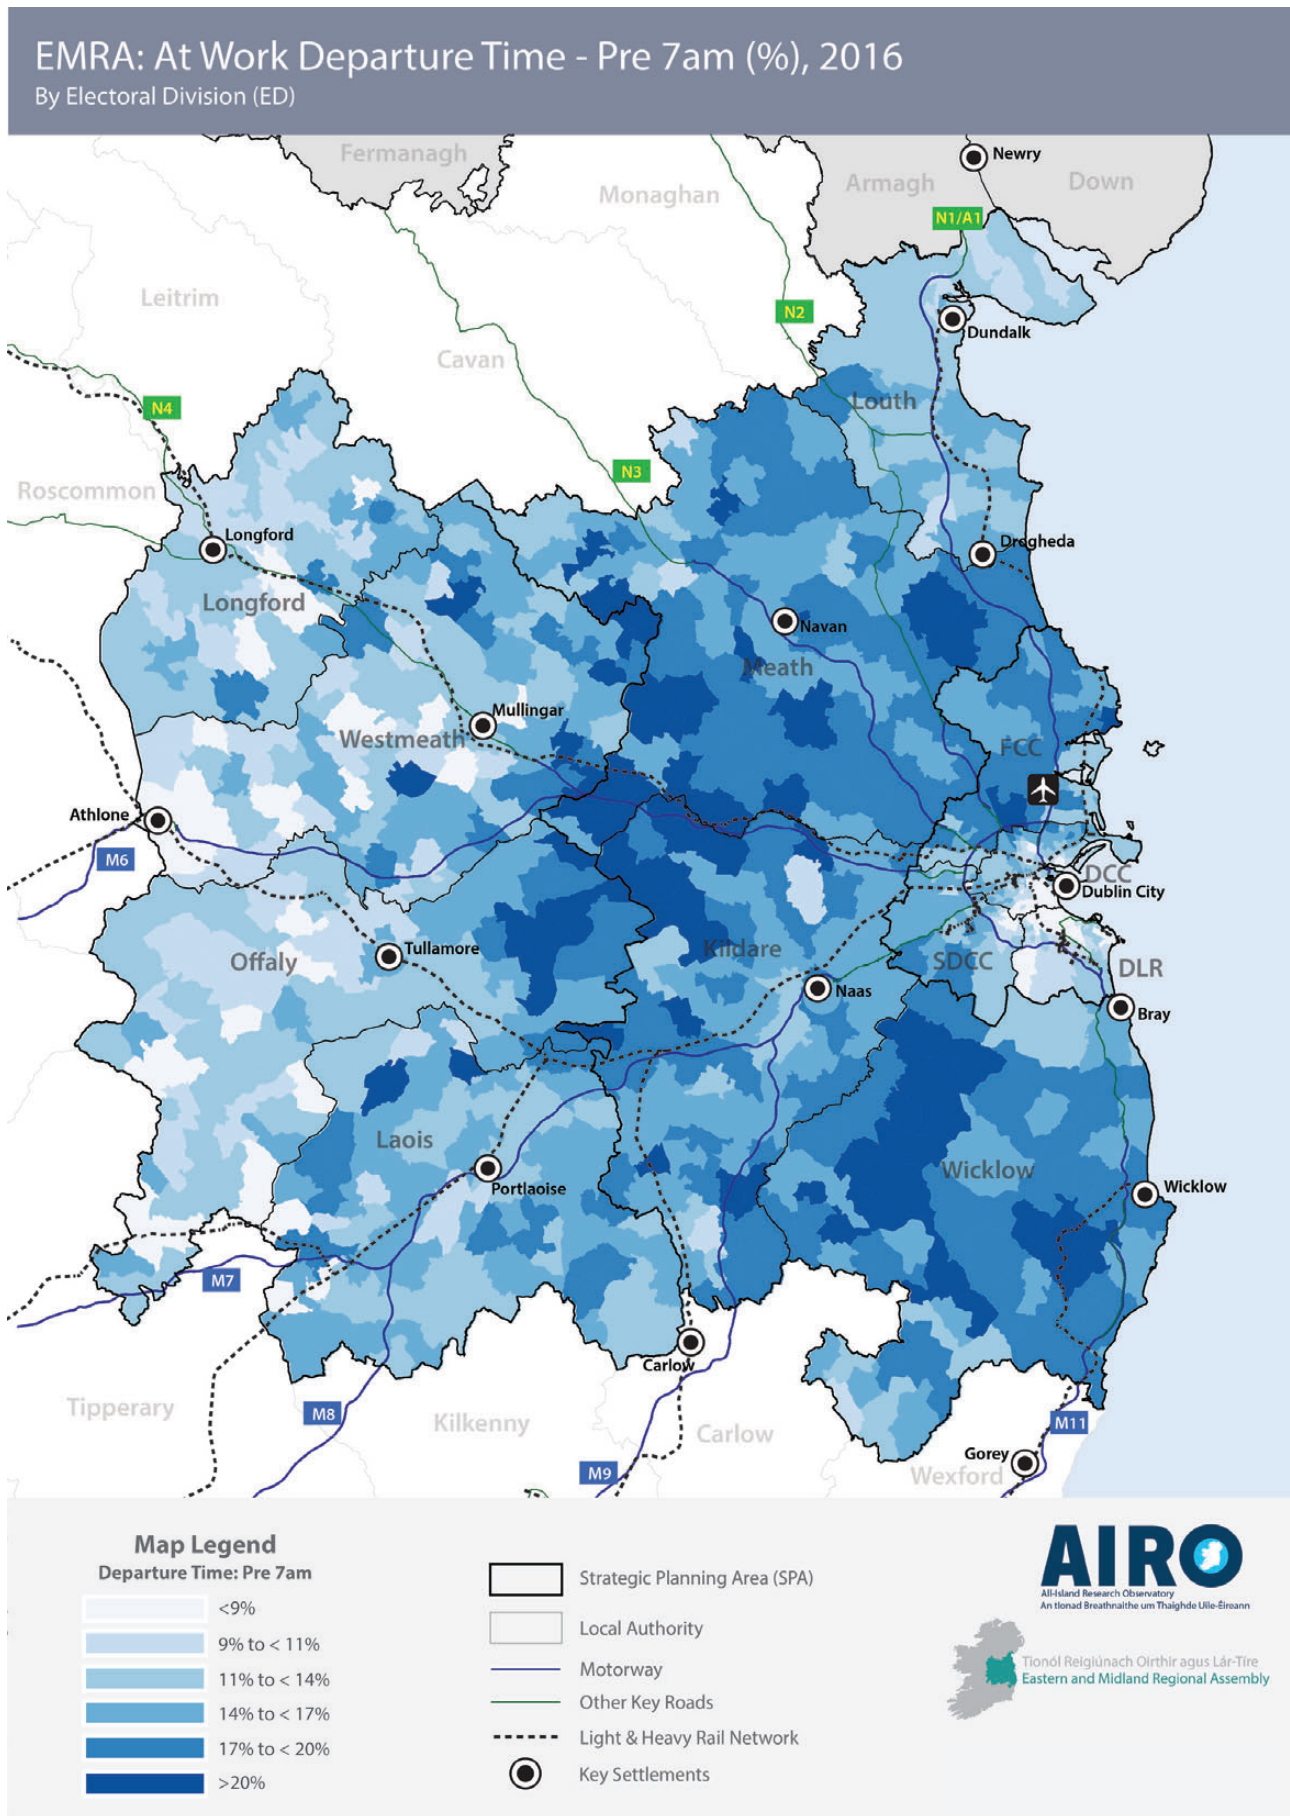 EMRA: At Work Departure Time - Pre 7am (%), 2016
By Electoral Division (ED)
Fermanagh
Monaghan
Armagh
Newry
Down
N1/A1
Leitrim
N2
Dundalk
Cavan
Louth
N4
N3
Roscommon
Longford
Drogheda
Longford
Navan
Meath
Mullingar
Westmeath
FCC
Athlone
M6
DCC
Dublin City
Tullamore
Offaly
Kildare
SDCC
DLR
Naas
Bray
Laois
Portlaoise
Wicklow
Wicklow
M7
Carlow
Tipperary
M8
Kilkenny
Carlow
M11
M9
Gorey
Wexford
Map Legend
Departure Time: Pre 7am
<9%
9% to < 11%
11% to < 14%
14% to < 17%
17% to < 20%
>20%
Strategic Planning Area (SPA)
Local Authority
Motorway
Other Key Roads
Light & Heavy Rail Network
Key Settlements
AIRO
All-Island Research Observatory
An tIonad Breathnaithe um Thaighde Uile-Éireann
Tionól Reigiúnach Oirthir agus Lár-Tíre
Eastern and Midland Regional Assembly